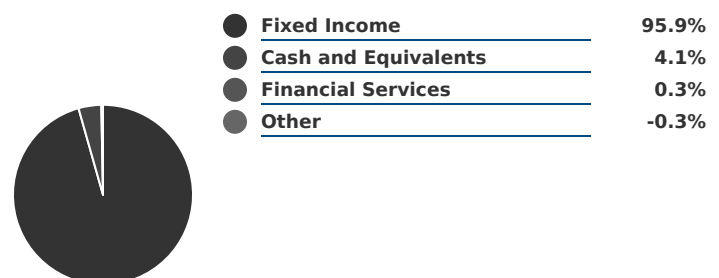 Fixed Income 95.9%
Cash and Equivalents 4.1%
Financial Services 0.3%
Other -0.3%